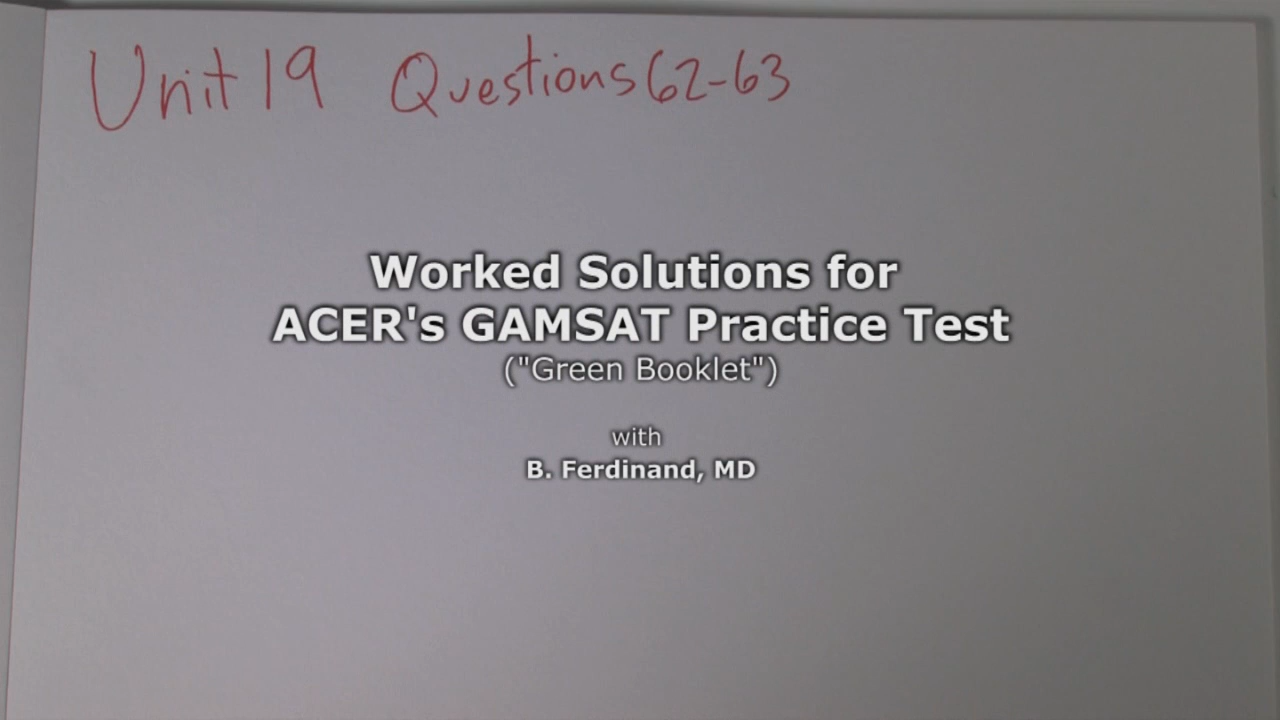 Unit 19 Questions 62-63
Worked Solutions for
ACER's GAMSAT Practice Test
("Green Booklet")
with
B. Ferdinand, MD